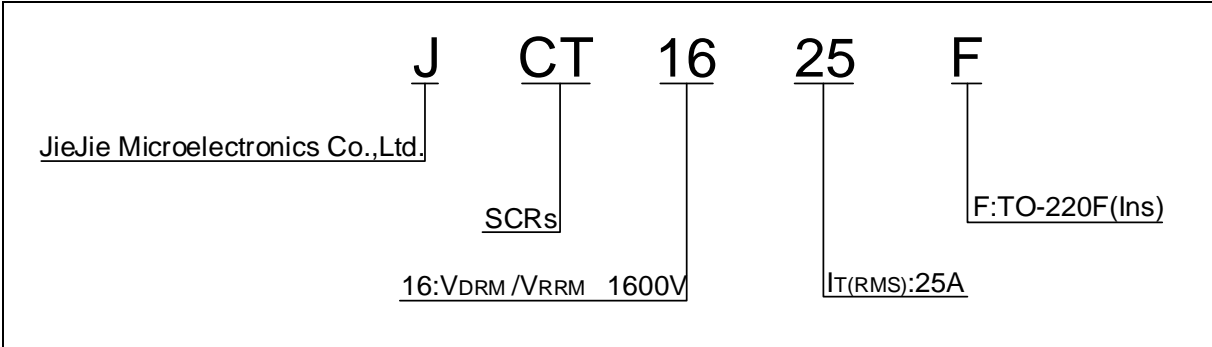 J CT 16 25 F
JieJie Microelectronics Co.,Ltd.
SCRs
F:TO-220F(Ins)
16:VDRM /VRRM 1600V
IT(RMS):25A